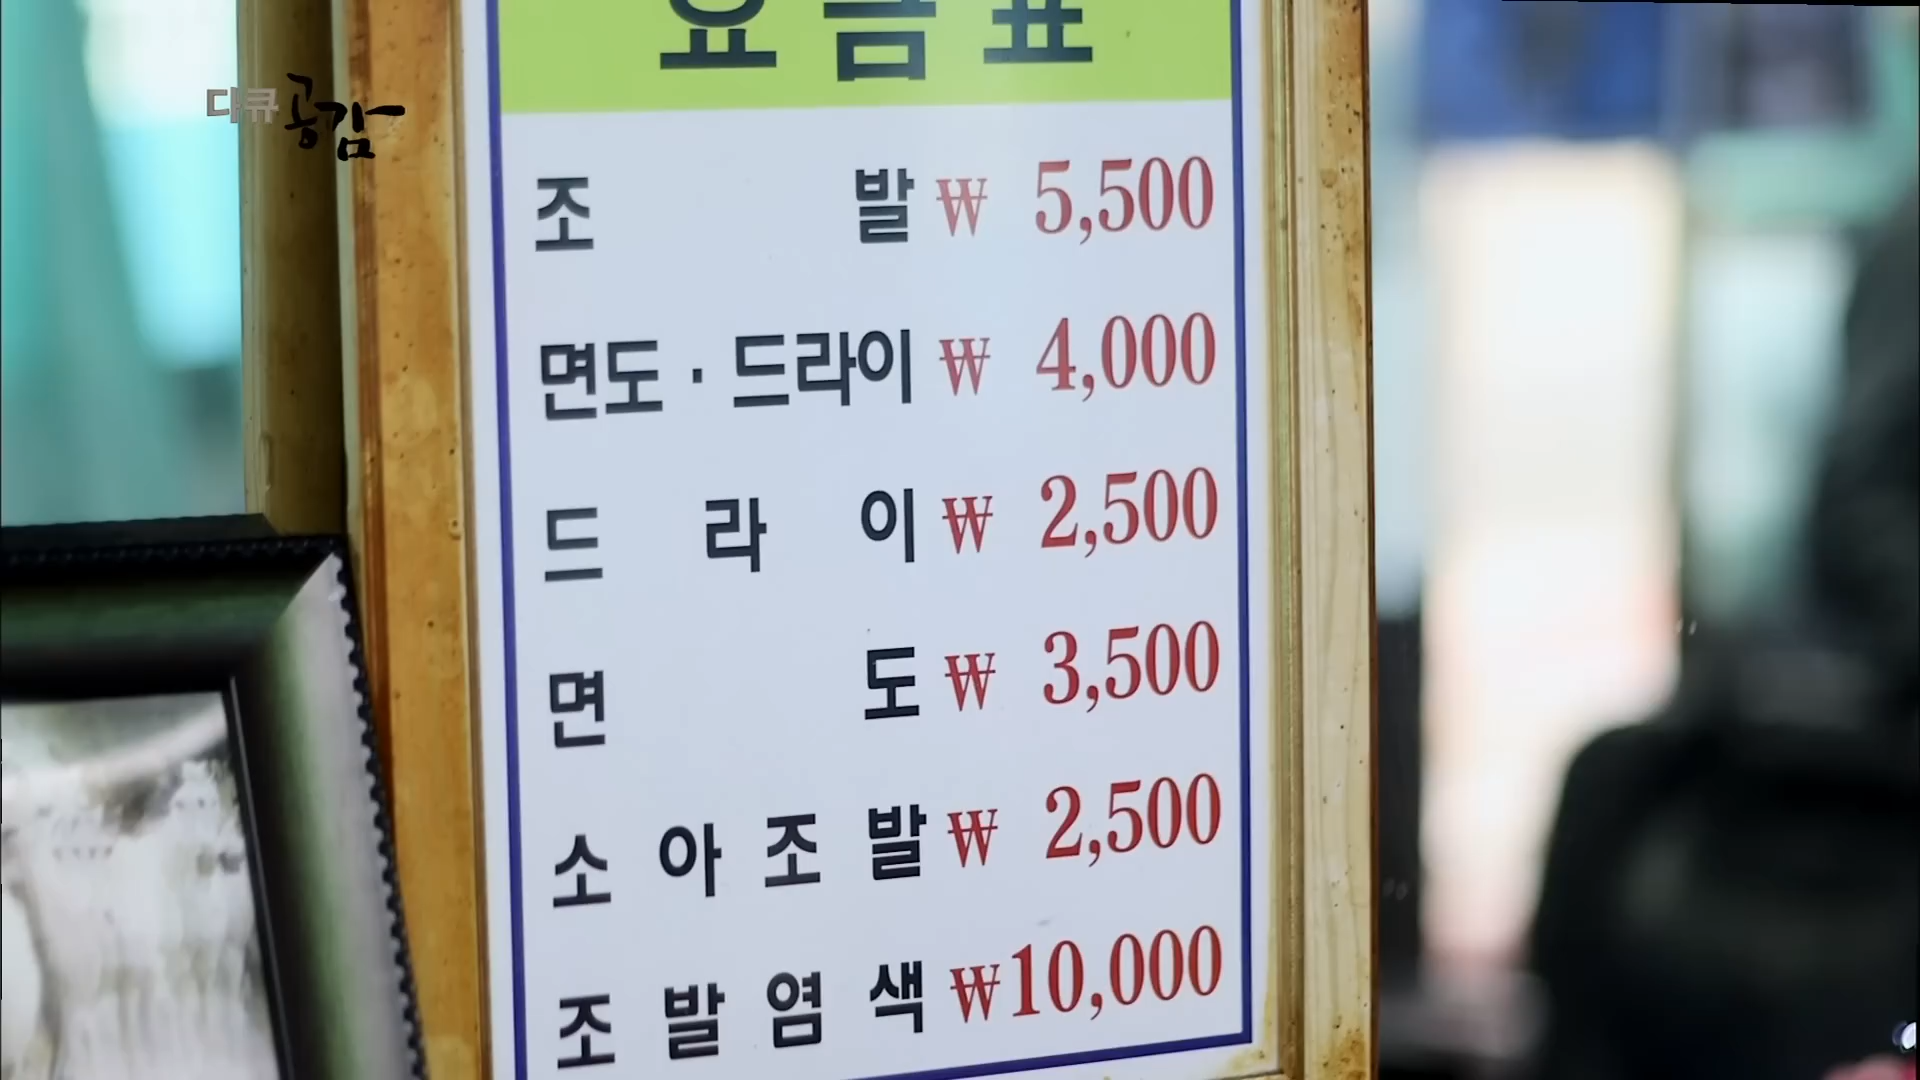 다큐 공감
요금표
조 발 ₩ 5,500
면도 · 드라이 ₩ 4,000
드 라 이 ₩ 2,500
면 도 ₩ 3,500
소 아 조 발 ₩ 2,500
조 발 염 색 ₩10,000